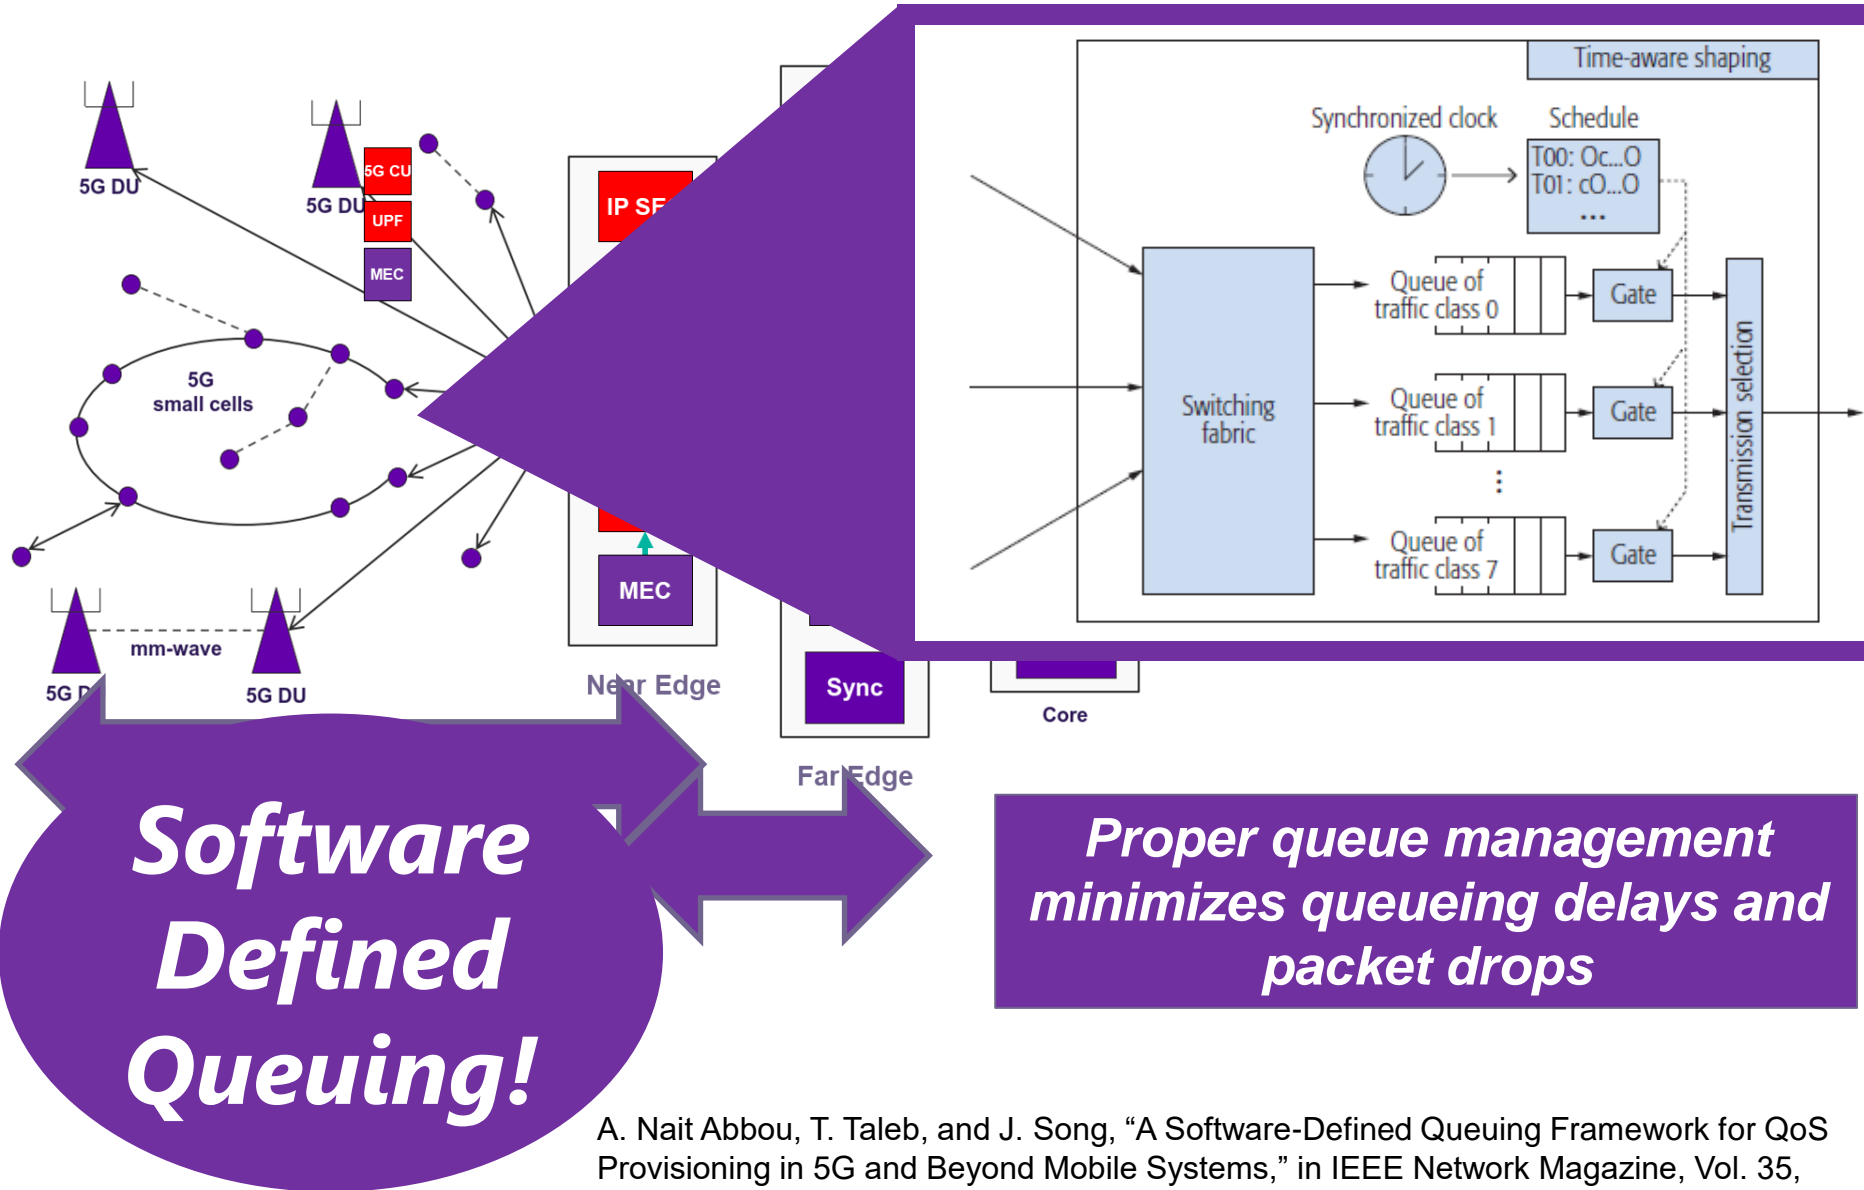 Time-aware shaping
Synchronized clock
Schedule
T00: Oc...O
T01: cO...O
...
5G DU
5G DU
5G CU
UPF
MEC
IP
Queue of
traffic class 0
Gate
5G
small cells
Switching
fabric
Queue of
traffic class 1
Gate
Transmission selection
Queue of
traffic class 7
Gate
MEC
mm-wave
5G
5G DU
Near Edge
Sync
Core
Far Edge
Software
Defined
Queuing!
Proper queue management
minimizes queueing delays and
packet drops
A. Nait Abbou, T. Taleb, and J. Song, “A Software-Defined Queuing Framework for QoS
Provisioning in 5G and Beyond Mobile Systems,” in IEEE Network Magazine, Vol. 35,